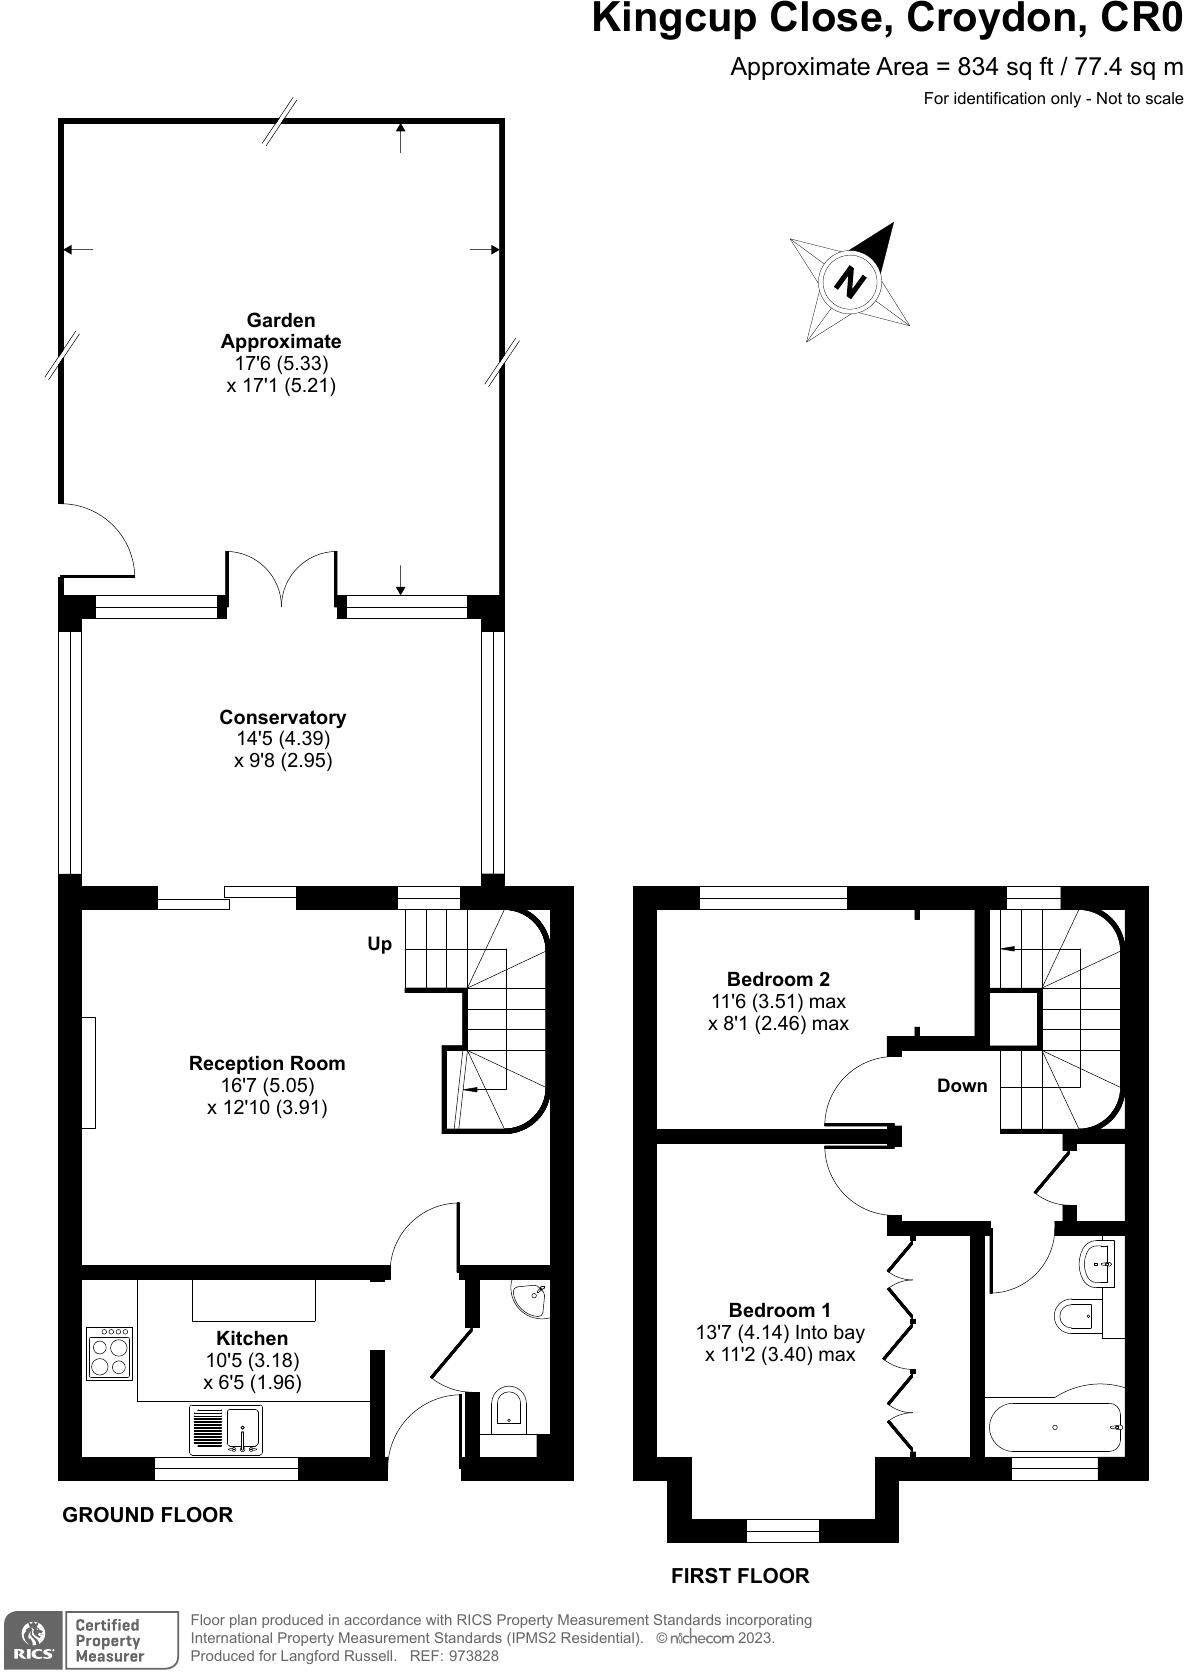 Kingcup Close, Croydon, CR0
Approximate Area = 834 sq ft / 77.4 sq m
For identification only - Not to scale
N
Garden
Approximate
17'6 (5.33)
x 17'1 (5.21)
Conservatory
14'5 (4.39)
x 9'8 (2.95)
Up
Reception Room
16'7 (5.05)
x 12'10 (3.91)
Kitchen
10'5 (3.18)
x 6'5 (1.96)
GROUND FLOOR
Bedroom 2
11'6 (3.51) max
x 8'1 (2.46) max
Down
Bedroom 1
13'7 (4.14) Into bay
x 11'2 (3.40) max
FIRST FLOOR
RICS
Certified
Property
Measurer
Floor plan produced in accordance with RICS Property Measurement Standards incorporating
International Property Measurement Standards (IPMS2 Residential). © nichecom 2023.
Produced for Langford Russell. REF: 973828